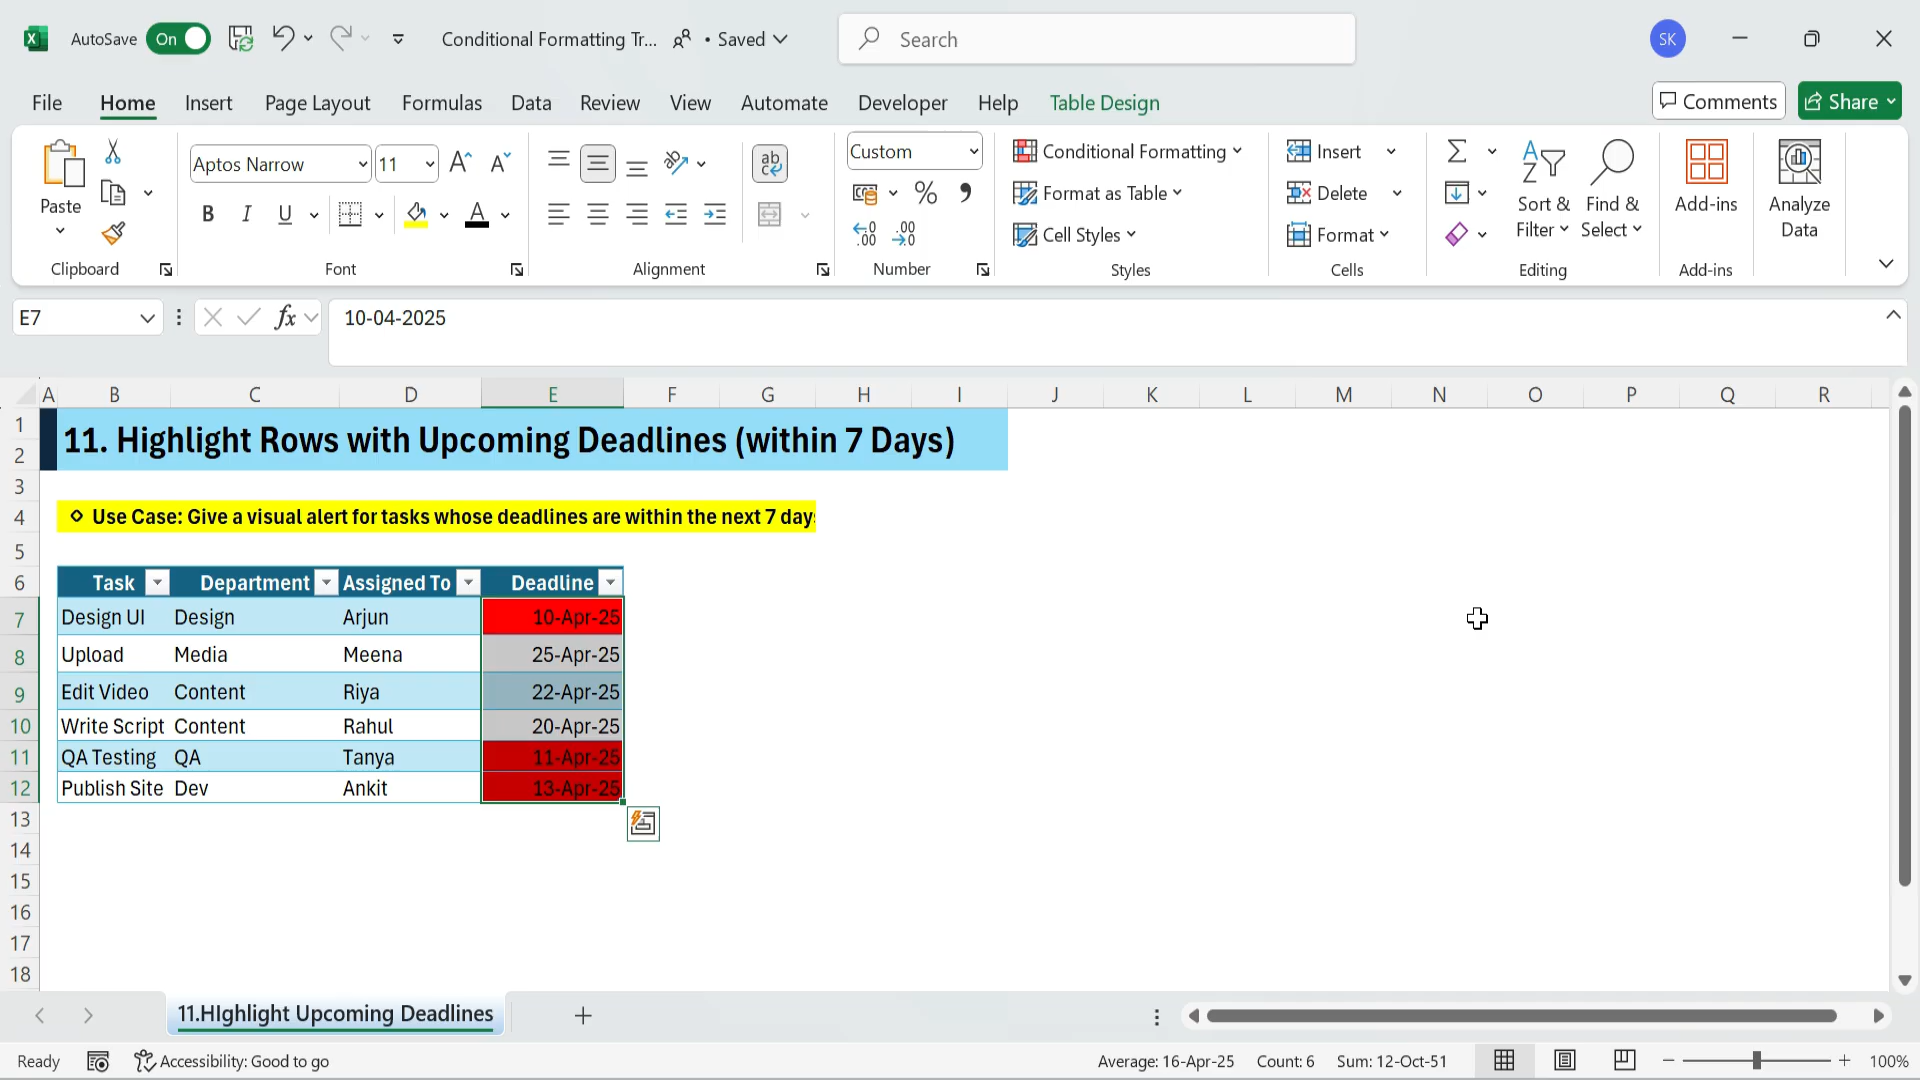 AutoSave On Conditional Formatting Tr... • Saved Search SK
File Home Insert Page Layout Formulas Data Review View Automate Developer Help Table Design Comments Share
Paste
Clipboard
Aptos Narrow 11
B I U A
Font
ab
Alignment
Custom
% ,
Number
Conditional Formatting
Format as Table
Cell Styles
Styles
Insert
Delete
Format
Cells
Sort & Filter
Find & Select
Editing
Add-ins
Add-ins
Analyze Data
E7 fx 10-04-2025
A B C D E F G H I J K L M N O P Q R
1 11. Highlight Rows with Upcoming Deadlines (within 7 Days)
2
3
4 Use Case: Give a visual alert for tasks whose deadlines are within the next 7 day
5
6 Task Department Assigned To Deadline
7 Design UI Design Arjun 10-Apr-25
8 Upload Media Meena 25-Apr-25
9 Edit Video Content Riya 22-Apr-25
10 Write Script Content Rahul 20-Apr-25
11 QA Testing QA Tanya 11-Apr-25
12 Publish Site Dev Ankit 13-Apr-25
13
14
15
16
17
18
11.HIghlight Upcoming Deadlines
Ready Accessibility: Good to go Average: 16-Apr-25 Count: 6 Sum: 12-Oct-51 100%